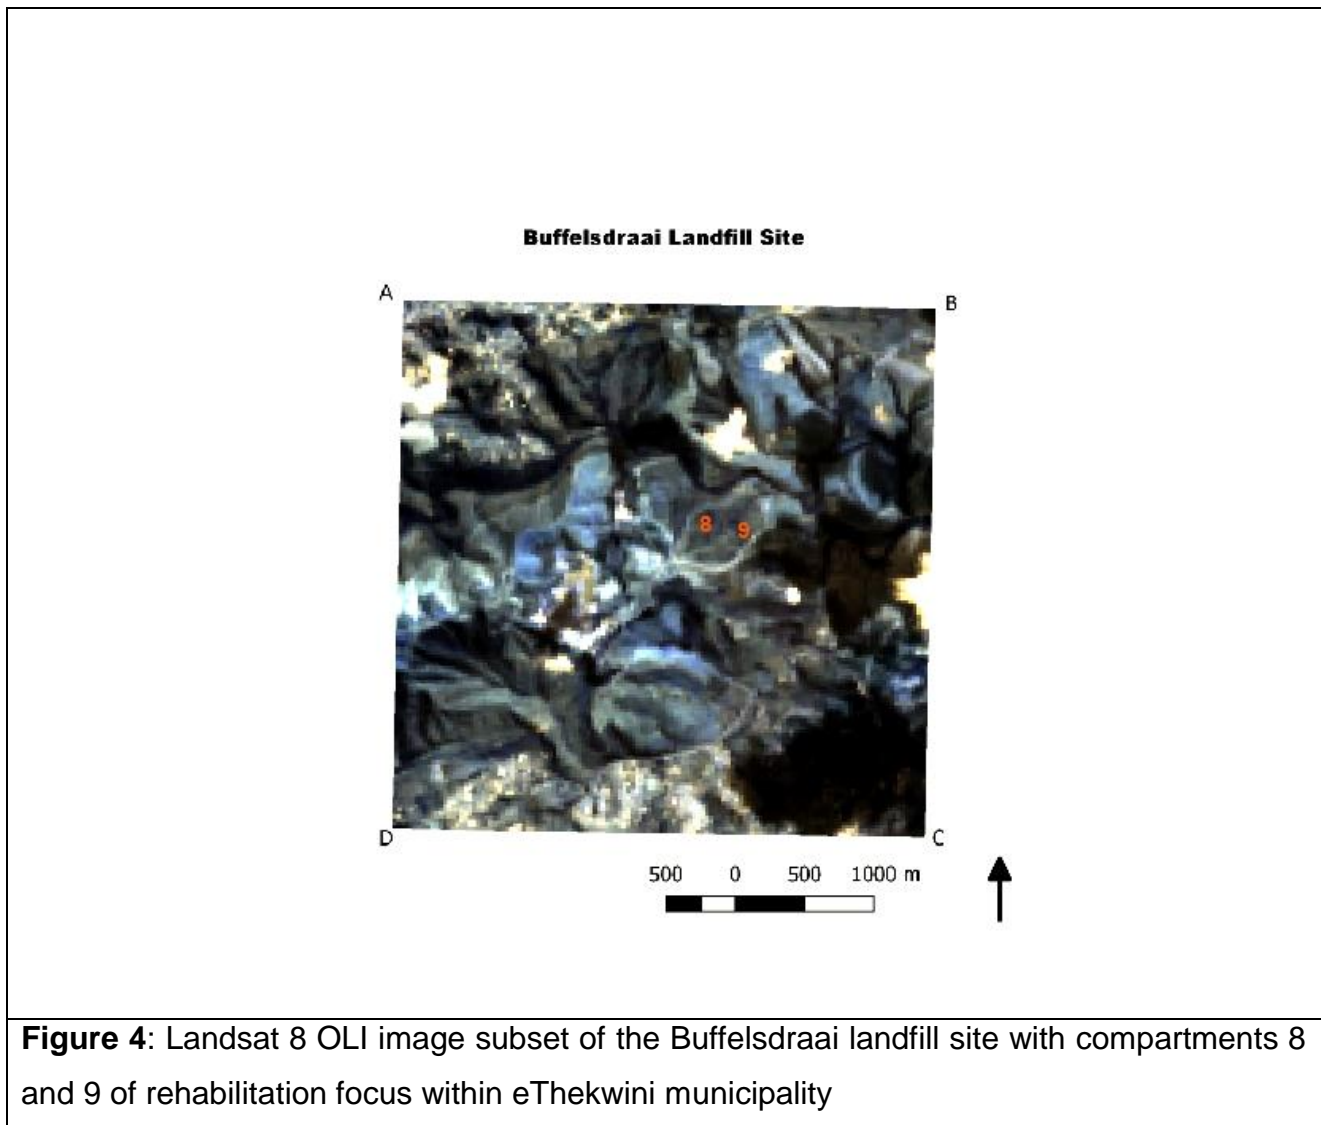 Buffelsdraai Landfill Site
A
B
8 9
D
C
500 0 500 1000 m
Figure 4: Landsat 8 OLI image subset of the Buffelsdraai landfill site with compartments 8
and 9 of rehabilitation focus within eThekwini municipality